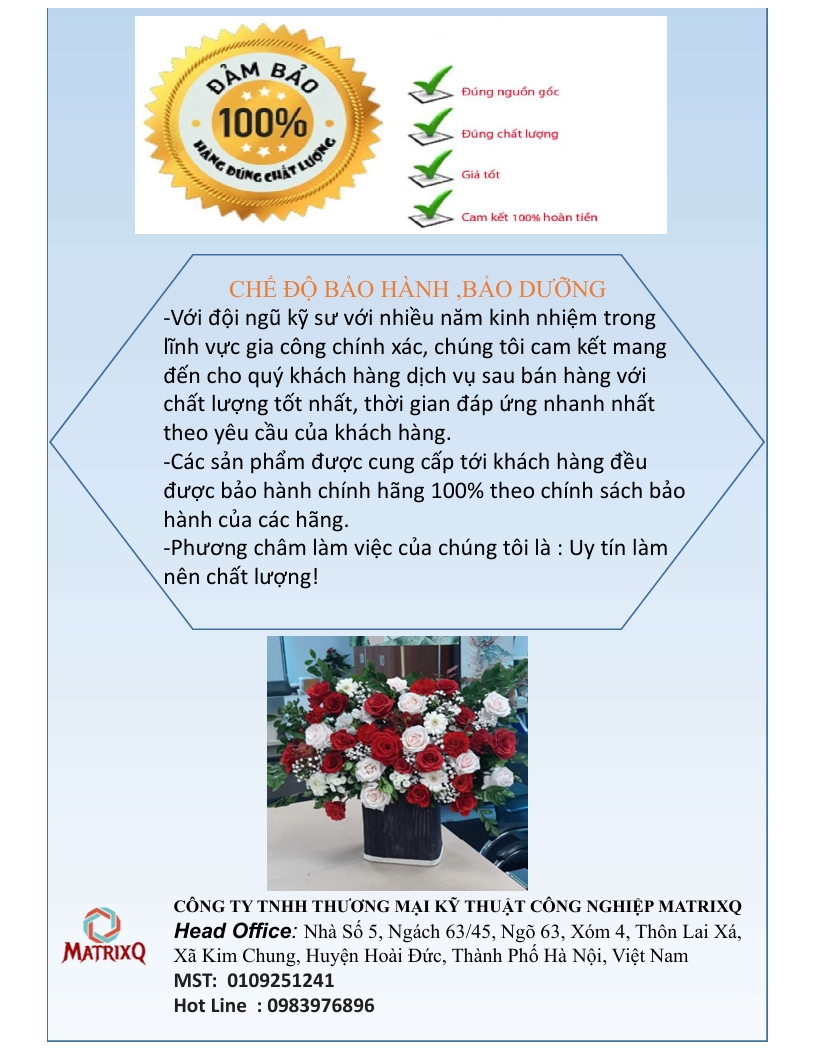 ĐẢM BẢO
100%
HÀNG ĐÚNG CHẤT LƯỢNG
Đúng nguồn gốc
Đúng chất lượng
Giá tốt
Cam kết 100% hoàn tiền
CHẾ ĐỘ BẢO HÀNH ,BẢO DƯỠNG
-Với đội ngũ kỹ sư với nhiều năm kinh nhiệm trong
lĩnh vực gia công chính xác, chúng tôi cam kết mang
đến cho quý khách hàng dịch vụ sau bán hàng với
chất lượng tốt nhất, thời gian đáp ứng nhanh nhất
theo yêu cầu của khách hàng.
-Các sản phẩm được cung cấp tới khách hàng đều
được bảo hành chính hãng 100% theo chính sách bảo
hành của các hãng.
-Phương châm làm việc của chúng tôi là : Uy tín làm
nên chất lượng!
CÔNG TY TNHH THƯƠNG MẠI KỸ THUẬT CÔNG NGHIỆP MATRIXQ
Head Office: Nhà Số 5, Ngách 63/45, Ngõ 63, Xóm 4, Thôn Lai Xá,
Xã Kim Chung, Huyện Hoài Đức, Thành Phố Hà Nội, Việt Nam
MATRIXQ
MST: 0109251241
Hot Line : 0983976896